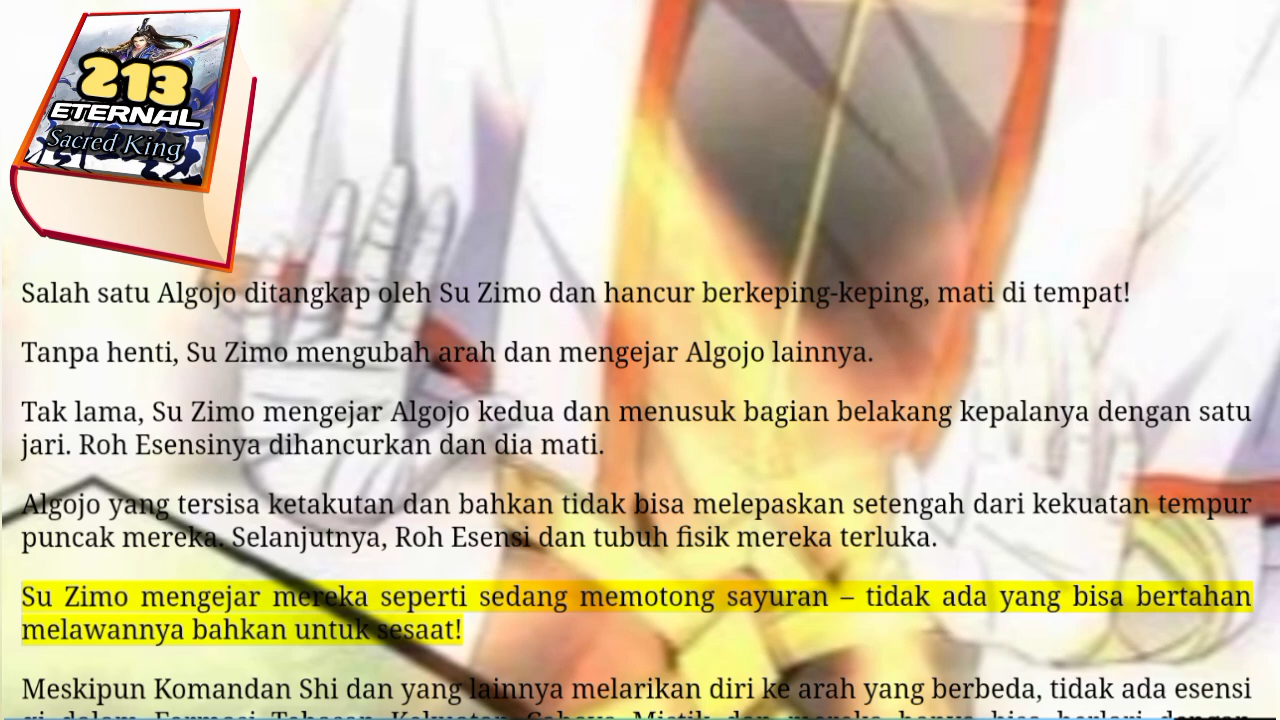 213
ETERNAL
Sacred King
Salah satu Algojo ditangkap oleh Su Zimo dan hancur berkeping-keping, mati di tempat!
Tanpa henti, Su Zimo mengubah arah dan mengejar Algojo lainnya.
Tak lama, Su Zimo mengejar Algojo kedua dan menusuk bagian belakang kepalanya dengan satu
jari. Roh Esensinya dihancurkan dan dia mati.
Algojo yang tersisa ketakutan dan bahkan tidak bisa melepaskan setengah dari kekuatan tempur
puncak mereka. Selanjutnya, Roh Esensi dan tubuh fisik mereka terluka.
Su Zimo mengejar mereka seperti sedang memotong sayuran – tidak ada yang bisa bertahan
melawannya bahkan untuk sesaat!
Meskipun Komandan Shi dan yang lainnya melarikan diri ke arah yang berbeda, tidak ada esensi